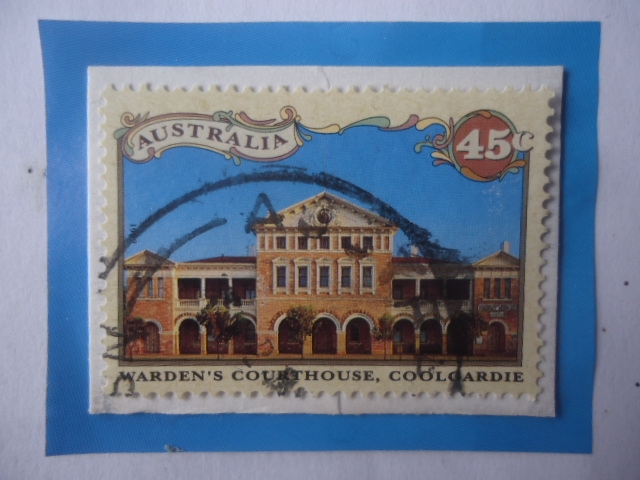 AUSTRALIA
45c
WARDEN'S COURTHOUSE, COOLGARDIE